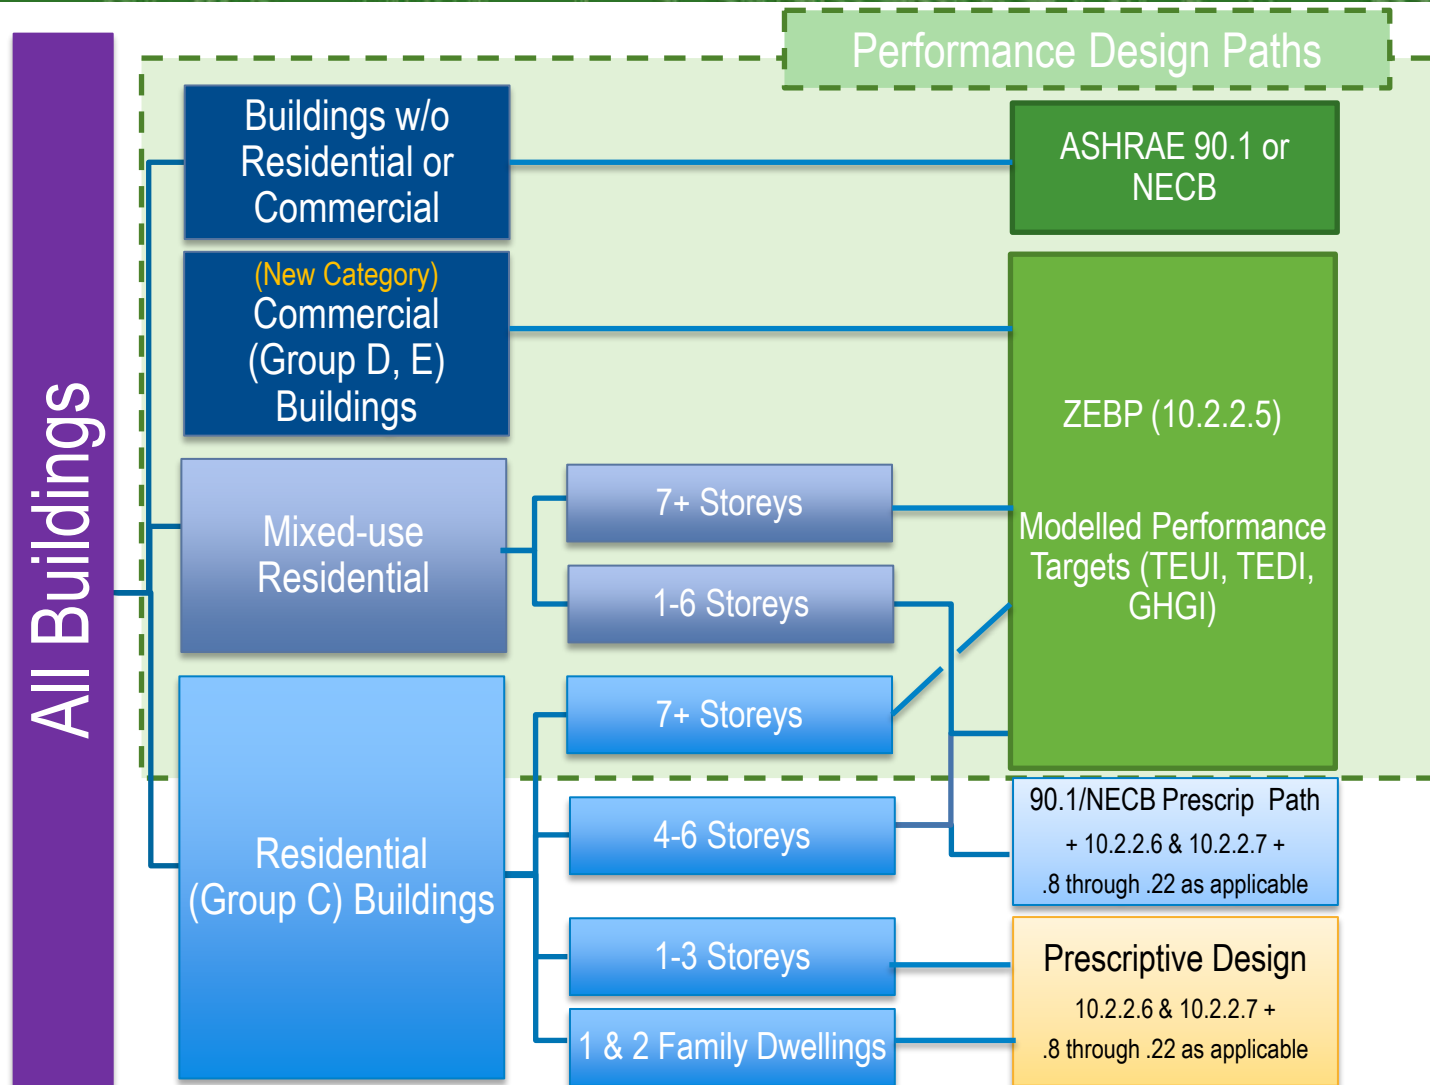 Performance Design Paths
All Buildings
Buildings w/o
Residential or
Commercial
ASHRAE 90.1 or
NECB
(New Category)
Commercial
(Group D, E)
Buildings
ZEBP (10.2.2.5)
Modelled Performance
Targets (TEUI, TEDI,
GHGI)
Mixed-use
Residential
7+ Storeys
1-6 Storeys
Residential
(Group C) Buildings
7+ Storeys
4-6 Storeys
1-3 Storeys
1 & 2 Family Dwellings
90.1/NECB Prescrip Path
+ 10.2.2.6 & 10.2.2.7 +
.8 through .22 as applicable
Prescriptive Design
10.2.2.6 & 10.2.2.7 +
.8 through .22 as applicable